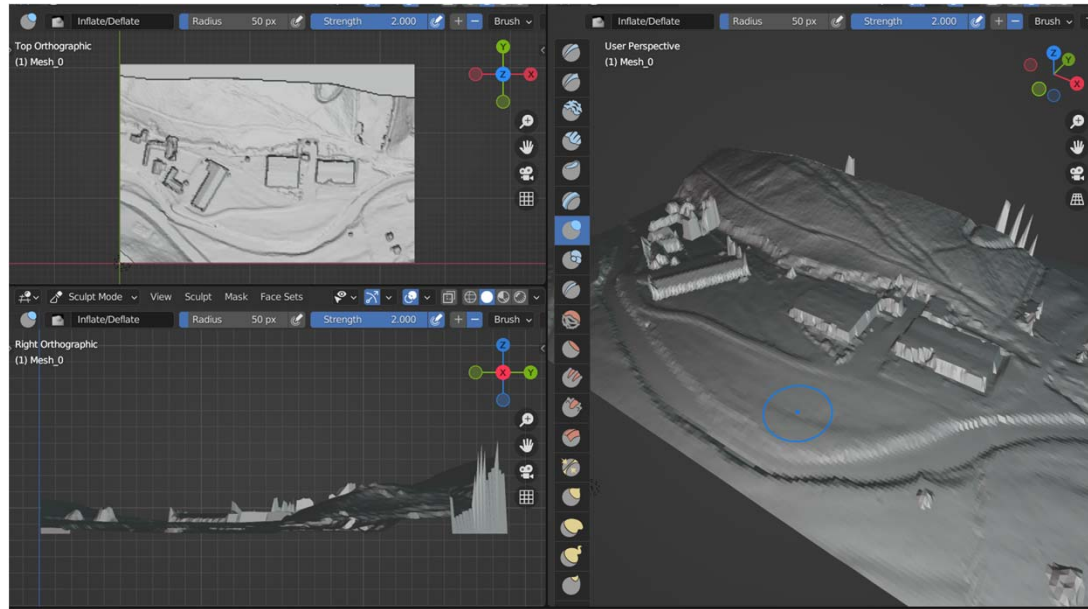 Inflate/Deflate Radius 50 px Strength 2.000 + − Brush
Top Orthographic
(1) Mesh_0
Y
Z
X
Sculpt Mode View Sculpt Mask Face Sets
Inflate/Deflate Radius 50 px Strength 2.000 + − Brush
Right Orthographic
(1) Mesh_0
Z
X
Y
Inflate/Deflate Radius 50 px Strength 2.000 + − Brush
User Perspective
(1) Mesh_0
Z
Y
X